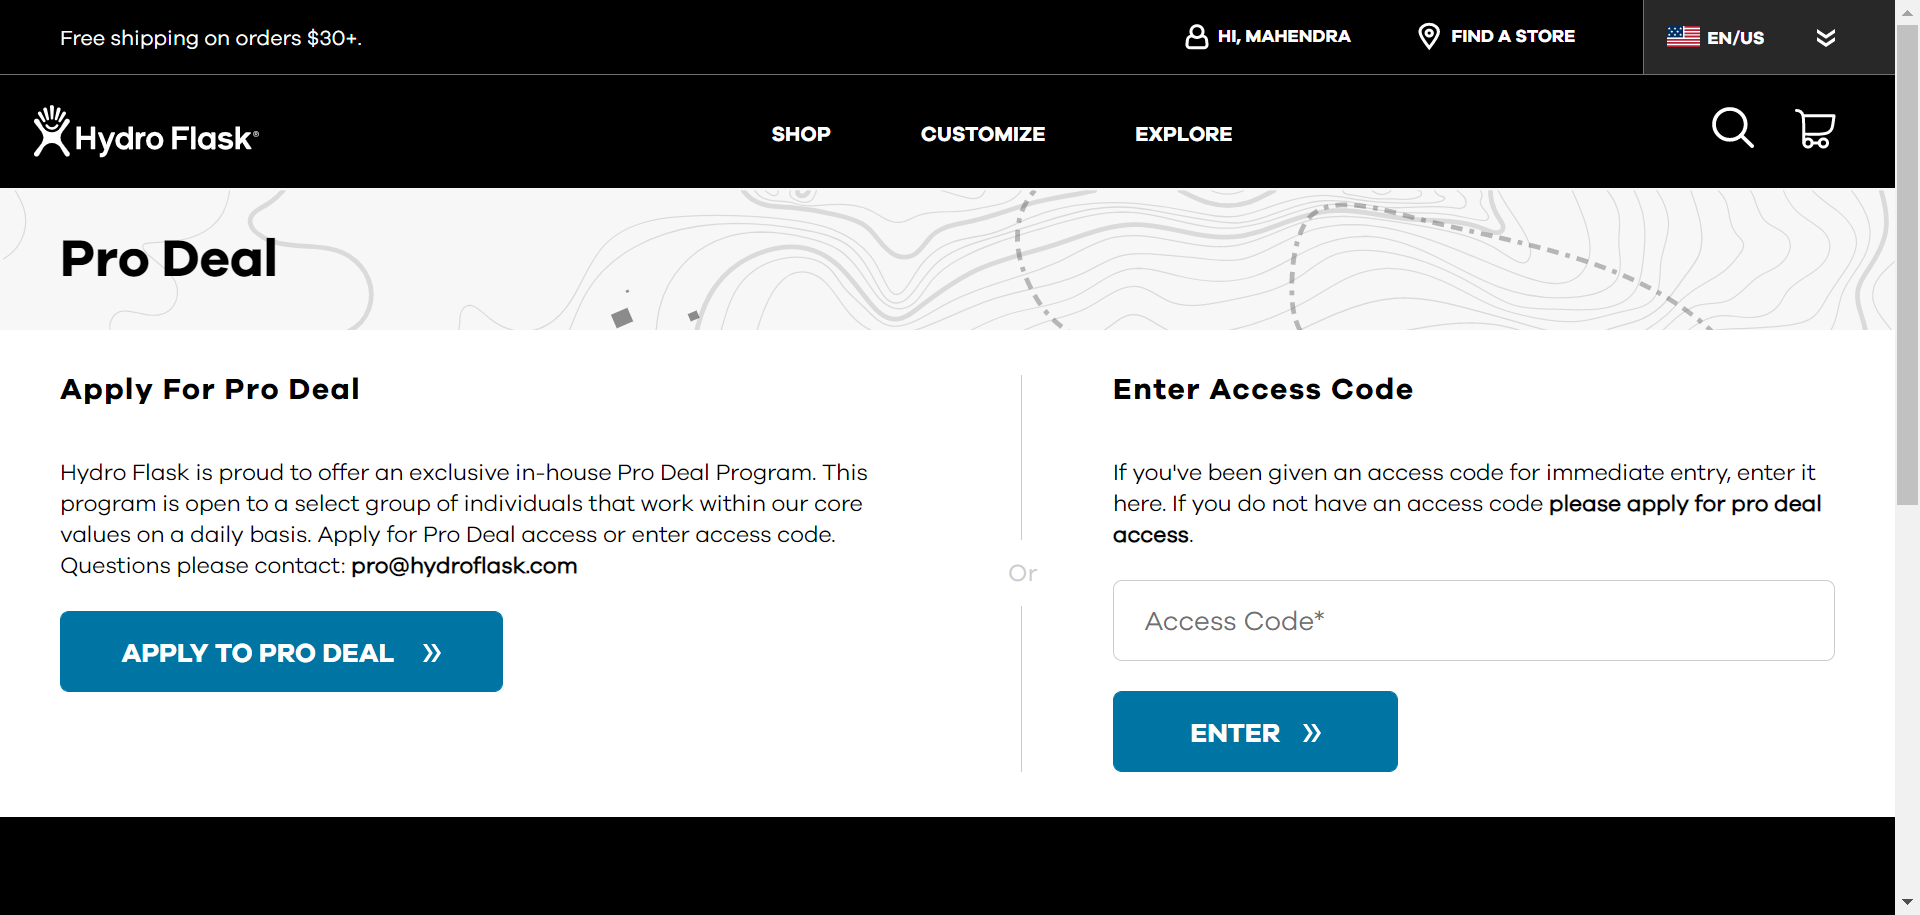 Free shipping on orders $30+.
HI, MAHENDRA
FIND A STORE
EN/US
Hydro Flask®
SHOP
CUSTOMIZE
EXPLORE
Pro Deal
Apply For Pro Deal
Hydro Flask is proud to offer an exclusive in-house Pro Deal Program. This
program is open to a select group of individuals that work within our core
values on a daily basis. Apply for Pro Deal access or enter access code.
Questions please contact: pro@hydroflask.com
APPLY TO PRO DEAL »
Or
Enter Access Code
If you've been given an access code for immediate entry, enter it
here. If you do not have an access code please apply for pro deal
access.
Access Code*
ENTER »